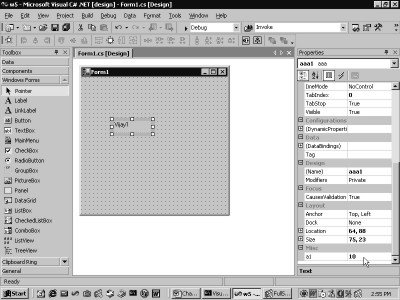 w5 - Microsoft Visual C# .NET [design] - Form1.cs [Design]
File Edit View Project Build Debug Data Format Tools Window Help
Debug
Invoke
Toolbox
Form1.cs [Design]
Properties
Data
Components
Windows Forms
Pointer
Label
LinkLabel
Button
TextBox
MainMenu
CheckBox
RadioButton
GroupBox
PictureBox
Panel
DataGrid
ListBox
CheckedListBox
ComboBox
ListView
TreeView
Clipboard Ring
General
Form1
Vijay1
aaa1 aaa
ImeMode NoControl
TabIndex 0
TabStop True
Visible True
Configurations
(DynamicPropert
Data
(DataBindings)
Tag
Design
(Name) aaa1
Modifiers Private
Focus
CausesValidation True
Layout
Anchor Top, Left
Dock None
Location 64, 88
Size 75, 23
Misc
a1 10
Text
Ready
Start
Cha...
Visu...
w5 -...
FullS...
2:55 PM